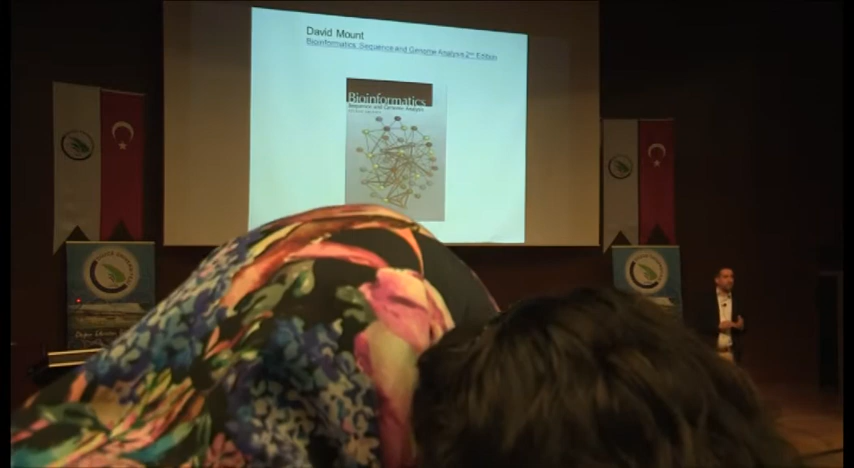 David Mount
Bioinformatics: Sequence and Genome Analysis 2nd Edition
Bioinformatics
Sequence and Genome Analysis